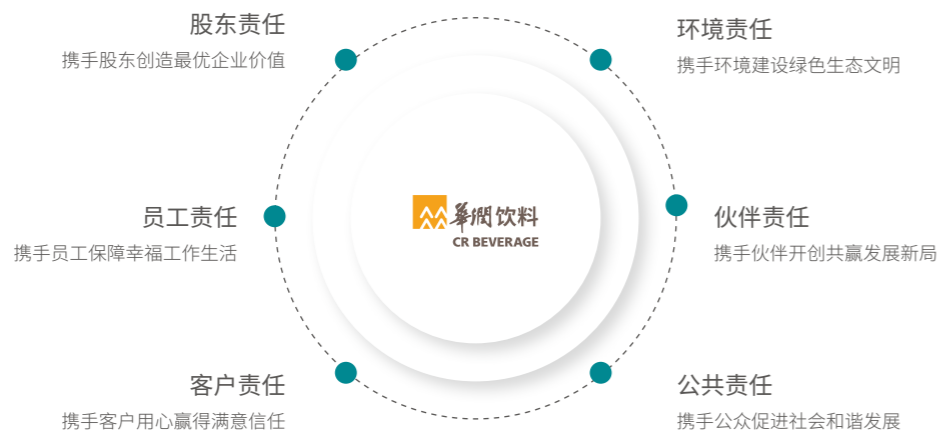 股东责任
携手股东创造最优企业价值
环境责任
携手环境建设绿色生态文明
華潤饮料
CR BEVERAGE
员工责任
携手员工保障幸福工作生活
伙伴责任
携手伙伴开创共赢发展新局
客户责任
携手客户用心赢得满意信任
公共责任
携手公众促进社会和谐发展